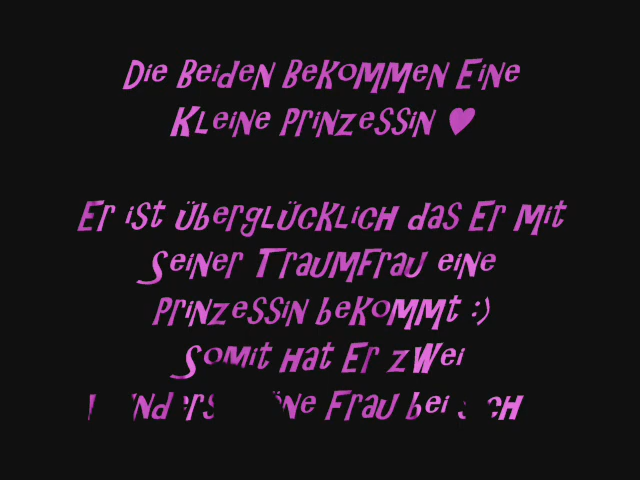 Die Beiden Bekommen Eine
Kleine Prinzessin ♥
Er ist überglücklich das Er Mit
Seiner Traumfrau eine
Prinzessin bekommt :)
Somit hat Er zwei
Frau bei